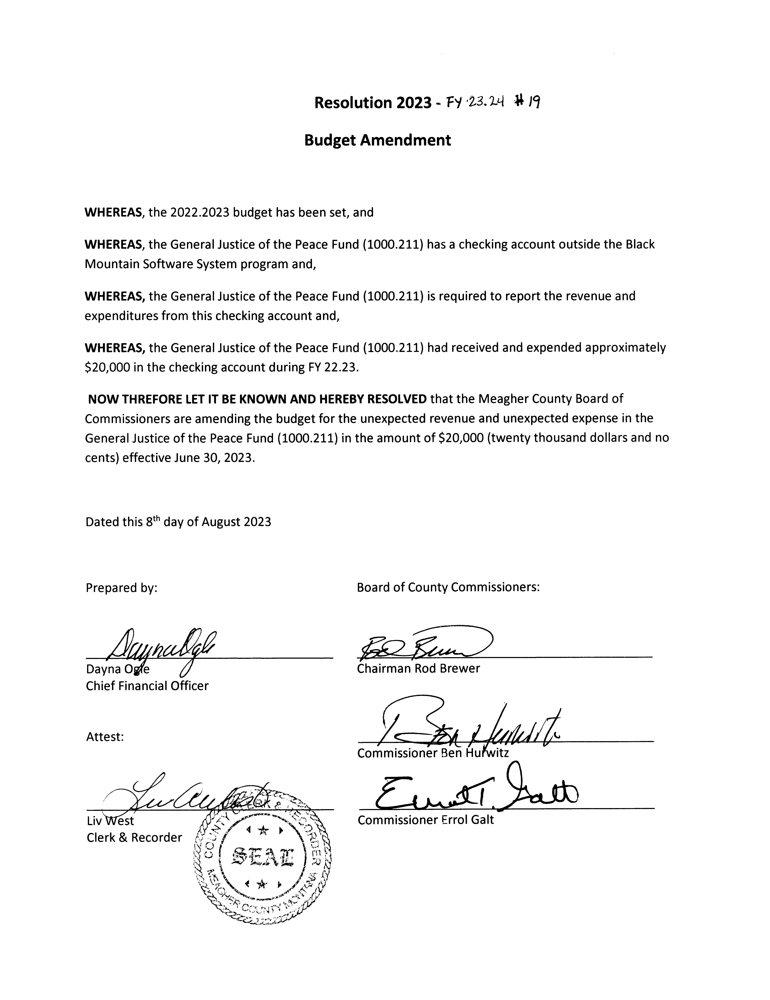 Resolution 2023 - FY 23.24 # 19
Budget Amendment
WHEREAS, the 2022.2023 budget has been set, and
WHEREAS, the General Justice of the Peace Fund (1000.211) has a checking account outside the Black
Mountain Software System program and,
WHEREAS, the General Justice of the Peace Fund (1000.211) is required to report the revenue and
expenditures from this checking account and,
WHEREAS, the General Justice of the Peace Fund (1000.211) had received and expended approximately
$20,000 in the checking account during FY 22.23.
NOW THREFORE LET IT BE KNOWN AND HEREBY RESOLVED that the Meagher County Board of
Commissioners are amending the budget for the unexpected revenue and unexpected expense in the
General Justice of the Peace Fund (1000.211) in the amount of $20,000 (twenty thousand dollars and no
cents) effective June 30, 2023.
Dated this 8th day of August 2023
Prepared by:
Board of County Commissioners:
Dayna Ogle
Dayna Ogle
Chief Financial Officer
Chairman Rod Brewer
Ben Hurwitz
Commissioner Ben Hurwitz
Attest:
Errol T. Galt
Commissioner Errol Galt
Liv West
Clerk & Recorder
COUNTY CLERK & RECORDER
SEAL
MEAGHER COUNTY MONTANA